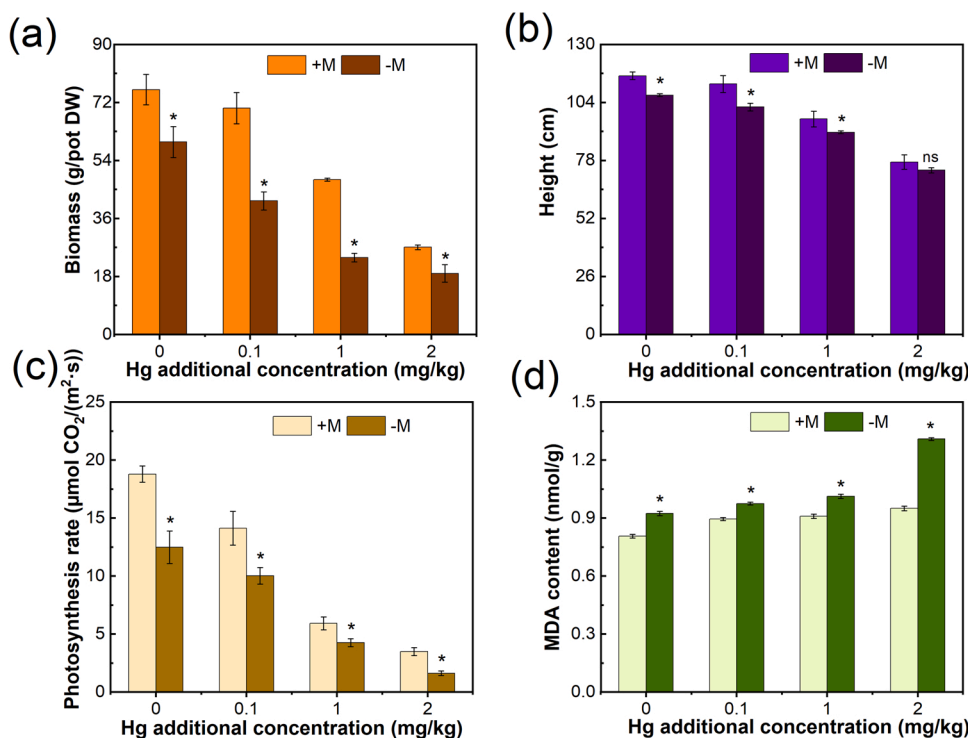 (a)
Biomass (g/pot DW)
90
72
54
36
18
0
+M -M
* * * *
0 0.1 1 2
Hg additional concentration (mg/kg)
(b)
Height (cm)
130
104
78
52
26
0
+M -M
* * * ns
0 0.1 1 2
Hg additional concentration (mg/kg)
(c)
Photosynthesis rate (μmol CO₂/(m²·s))
25
20
15
10
5
0
+M -M
* * * *
0 0.1 1 2
Hg additional concentration (mg/kg)
(d)
MDA content (nmol/g)
1.5
1.2
0.9
0.6
0.3
0.0
+M -M
* * * *
0 0.1 1 2
Hg additional concentration (mg/kg)